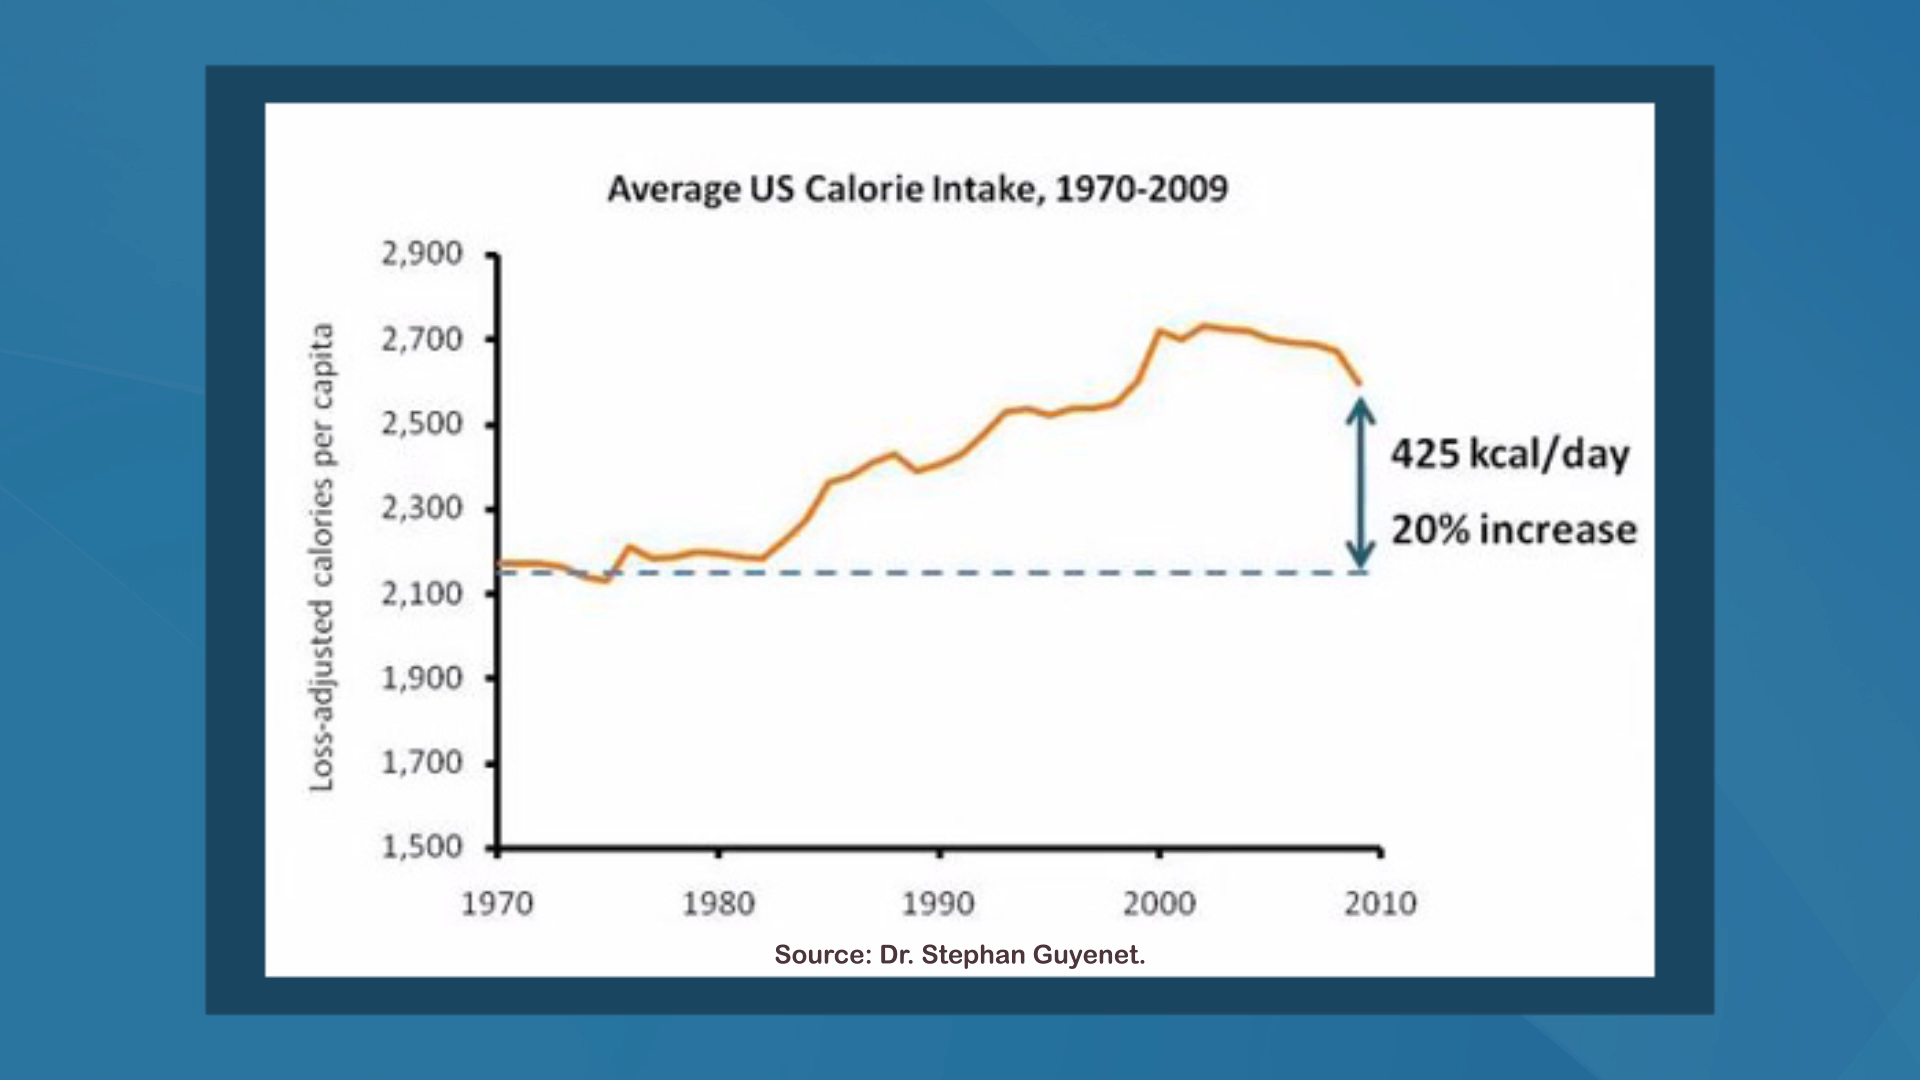 Average US Calorie Intake, 1970-2009
Loss-adjusted calories per capita
2,900
2,700
2,500
2,300
2,100
1,900
1,700
1,500
425 kcal/day
20% increase
1970 1980 1990 2000 2010
Source: Dr. Stephan Guyenet.